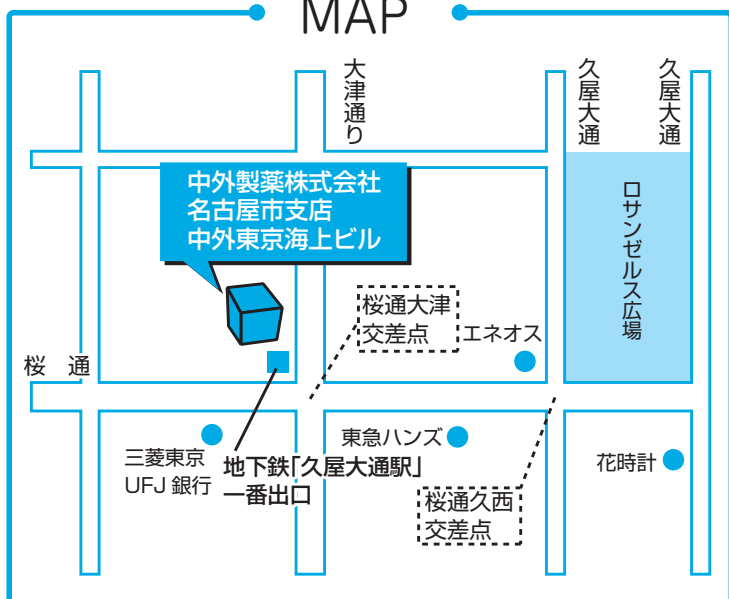 MAP
大津通り
久屋大通
久屋大通
中外製薬株式会社
名古屋市支店
中外東京海上ビル
ロサンゼルス広場
桜通大津
交差点
エネオス
桜 通
三菱東京
UFJ 銀行
地下鉄「久屋大通駅」
一番出口
東急ハンズ
桜通久西
交差点
花時計